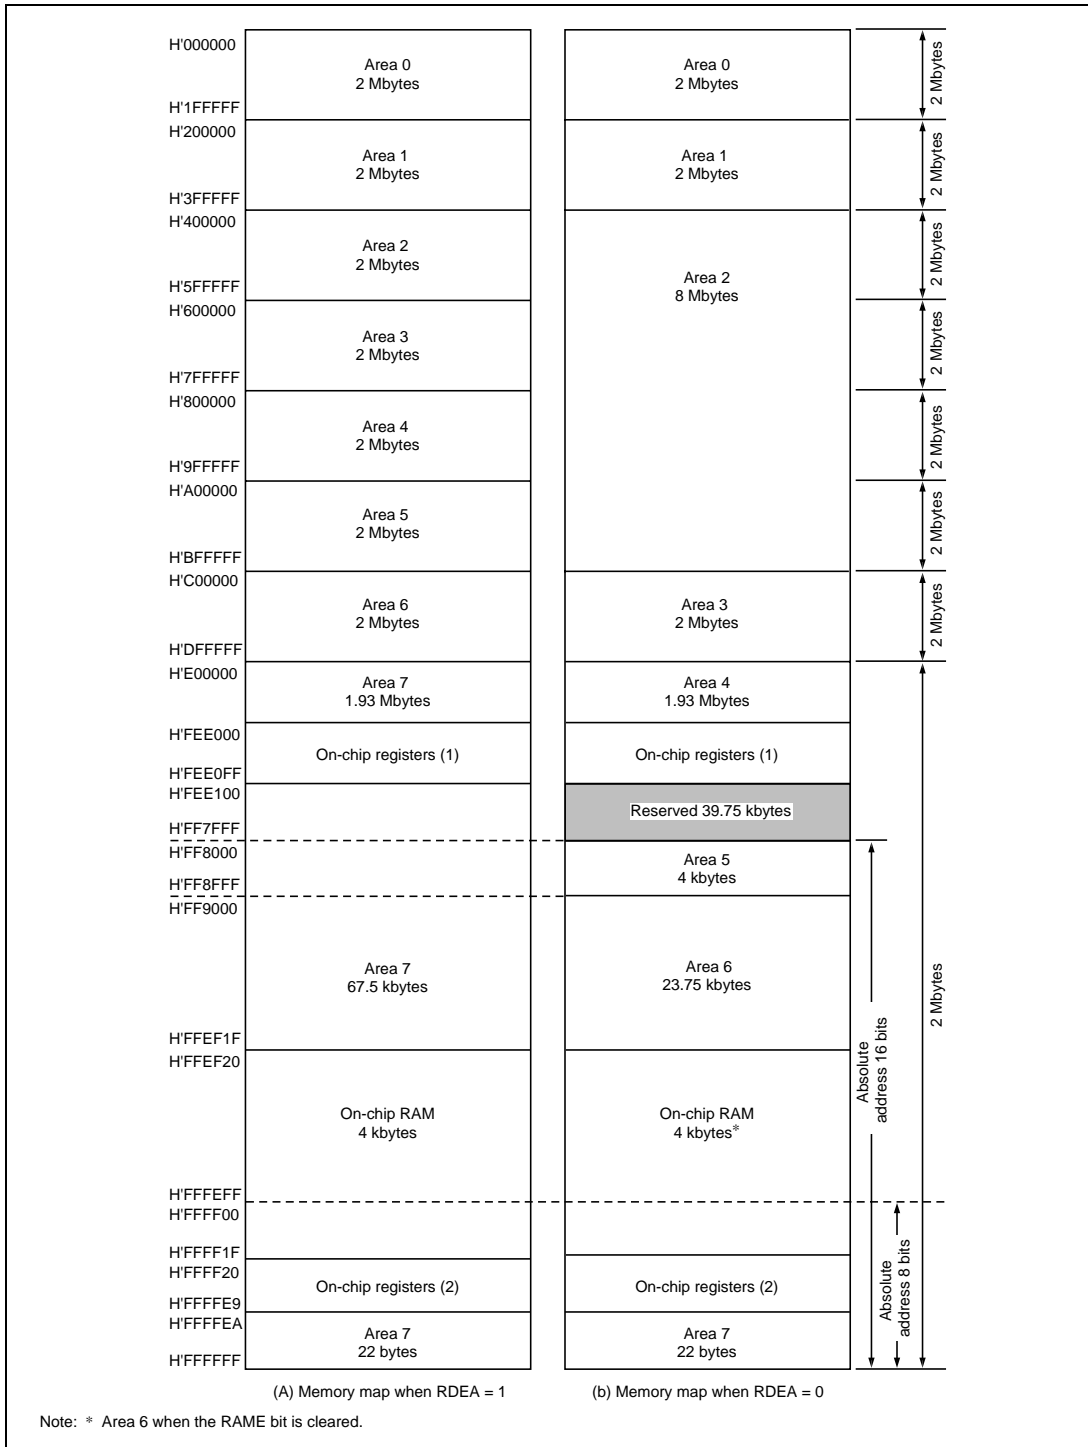 H'000000
H'1FFFFF
H'200000
H'3FFFFF
H'400000
H'5FFFFF
H'600000
H'7FFFFF
H'800000
H'9FFFFF
H'A00000
H'BFFFFF
H'C00000
H'DFFFFF
H'E00000
H'FEE000
H'FEE0FF
H'FEE100
H'FF7FFF
H'FF8000
H'FF8FFF
H'FF9000
H'FFEF1F
H'FFEF20
H'FFFEFF
H'FFFF00
H'FFFF1F
H'FFFF20
H'FFFFE9
H'FFFFEA
H'FFFFFF
Area 0
2 Mbytes
Area 1
2 Mbytes
Area 2
2 Mbytes
Area 3
2 Mbytes
Area 4
2 Mbytes
Area 5
2 Mbytes
Area 6
2 Mbytes
Area 7
1.93 Mbytes
On-chip registers (1)
Area 7
67.5 kbytes
On-chip RAM
4 kbytes
On-chip registers (2)
Area 7
22 bytes
(A) Memory map when RDEA = 1
Area 0
2 Mbytes
Area 1
2 Mbytes
Area 2
8 Mbytes
Area 3
2 Mbytes
Area 4
1.93 Mbytes
On-chip registers (1)
Reserved 39.75 kbytes
Area 5
4 kbytes
Area 6
23.75 kbytes
On-chip RAM
4 kbytes*
On-chip registers (2)
Area 7
22 bytes
(b) Memory map when RDEA = 0
2 Mbytes
2 Mbytes
2 Mbytes
2 Mbytes
2 Mbytes
2 Mbytes
2 Mbytes
2 Mbytes
Absolute
address 16 bits
Absolute
address 8 bits
Note: * Area 6 when the RAME bit is cleared.